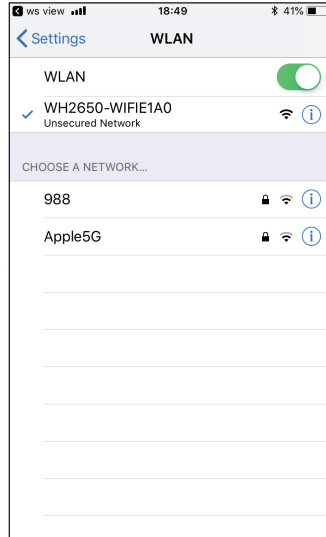 ws view 18:49 41%
Settings WLAN
WLAN
WH2650-WIFIE1A0
Unsecured Network
CHOOSE A NETWORK...
988
Apple5G